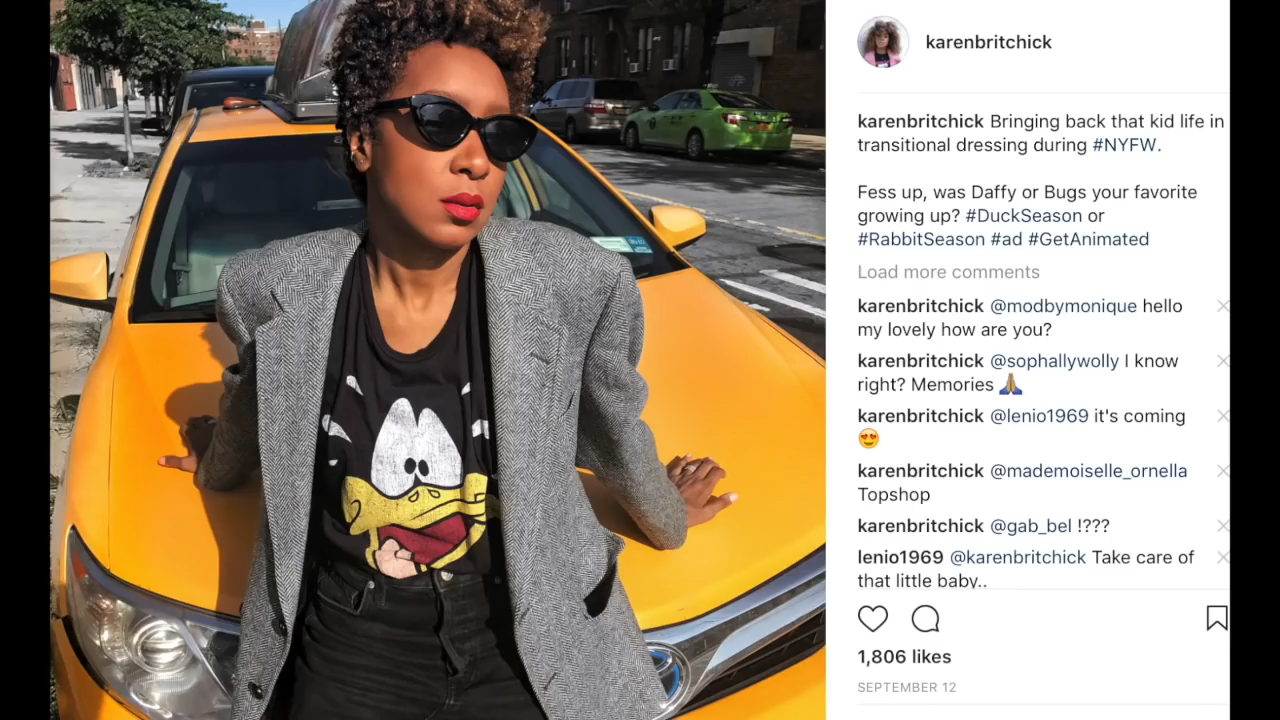 karenbritchick
karenbritchick Bringing back that kid life in
transitional dressing during #NYFW.
Fess up, was Daffy or Bugs your favorite
growing up? #DuckSeason or
#RabbitSeason #ad #GetAnimated
Load more comments
karenbritchick @modbymonique hello
my lovely how are you?
karenbritchick @sophallywolly I know
right? Memories 🙏🏽
karenbritchick @lenio1969 it's coming
😍
karenbritchick @mademoiselle_ornella
Topshop
karenbritchick @gab_bel !???
lenio1969 @karenbritchick Take care of
that little baby..
1,806 likes
SEPTEMBER 12